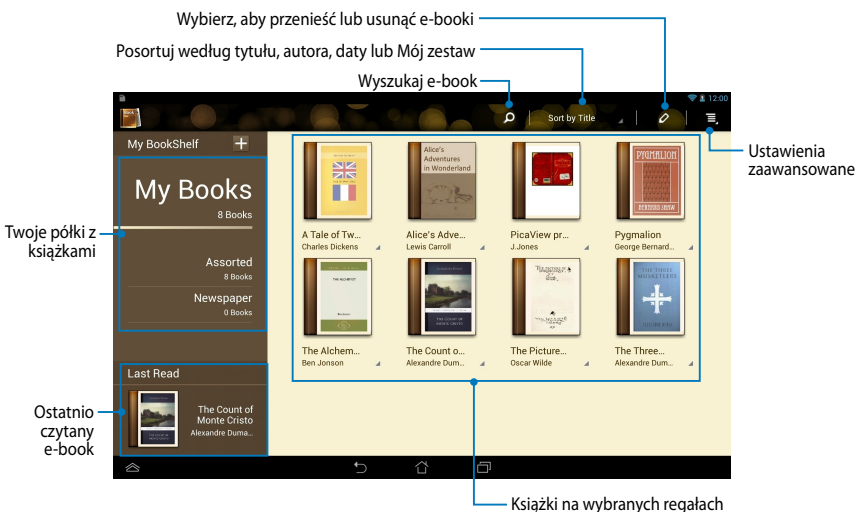 Wybierz, aby przenieść lub usunąć e-booki
Posortuj według tytułu, autora, daty lub Mój zestaw
Wyszukaj e-book
12:00
Sort by Title
Ustawienia
zaawansowane
My BookShelf
My Books
8 Books
Assorted
8 Books
Newspaper
0 Books
Twoje półki z
książkami
Alice's
Adventures
in Wonderland
PYGMALION
BERNARD SHAW
A Tale of Tw...
Charles Dickens
Alice's Adve...
Lewis Carroll
PicaView pr...
J.Jones
Pygmalion
George Bernard...
THE ALCHEMIST
THE COUNT OF
MONTE CRISTO
THE THREE
MUSKETEERS
The Alchem...
Ben Jonson
The Count o...
Alexandre Dum...
The Picture...
Oscar Wilde
The Three...
Alexandre Dum...
Last Read
The Count of
Monte Cristo
Alexandre Duma...
Ostatnio
czytany
e-book
Książki na wybranych regałach